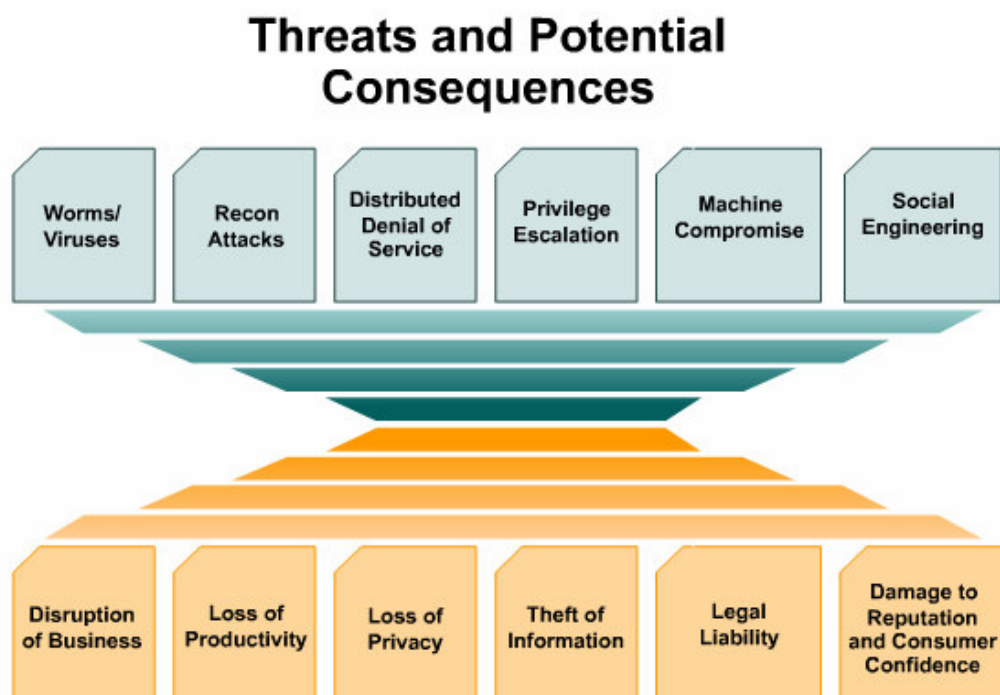 Threats and Potential
Consequences
Worms/
Viruses
Recon
Attacks
Distributed
Denial of
Service
Privilege
Escalation
Machine
Compromise
Social
Engineering
Disruption
of Business
Loss of
Productivity
Loss of
Privacy
Theft of
Information
Legal
Liability
Damage to
Reputation
and Consumer
Confidence